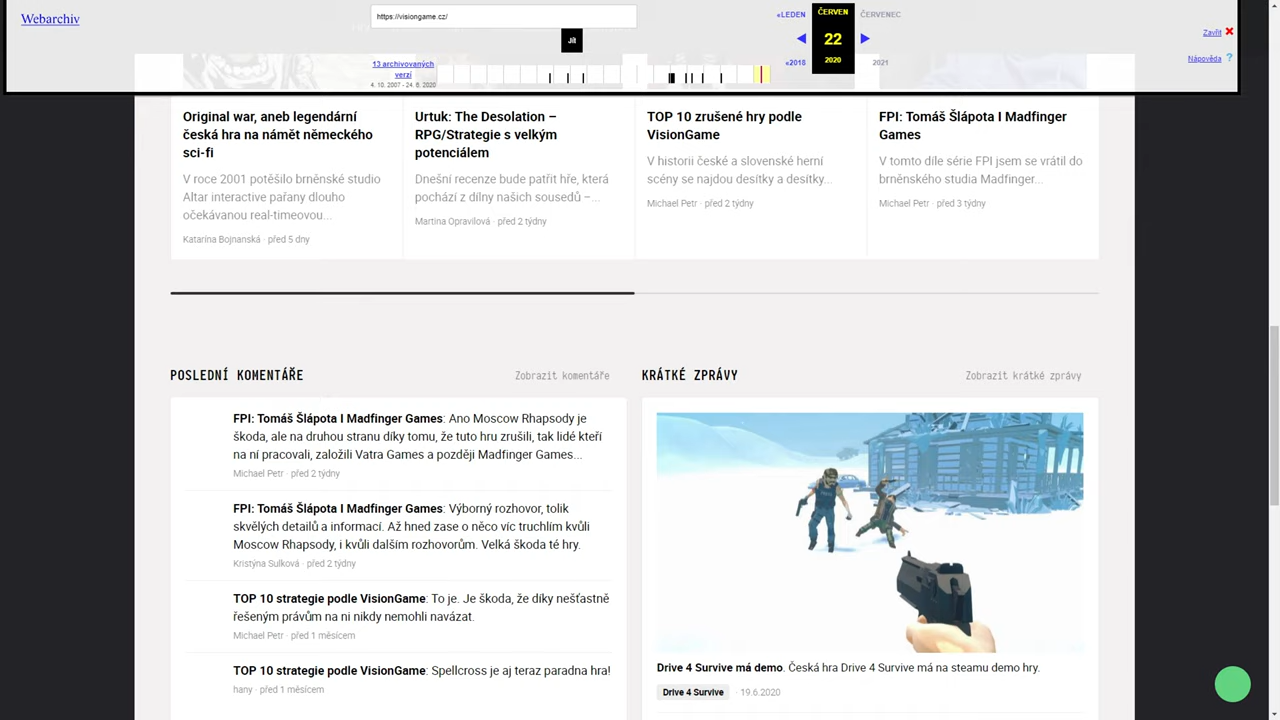 Webarchiv
https://visiongame.cz/
Jít
13 archivovaných
verzí
4. 10. 2007 - 24. 6. 2020
«LEDEN
ČERVEN
ČERVENEC
22
«2018
2020
2021
Zavřít
Nápověda ?
Original war, aneb legendární
česká hra na námět německého
sci-fi
V roce 2001 potěšilo brněnské studio
Altar interactive pařany dlouho
očekávanou real-timeovou...
Katarína Bojnanská · před 5 dny
Urtuk: The Desolation –
RPG/Strategie s velkým
potenciálem
Dnešní recenze bude patřit hře, která
pochází z dílny našich sousedů –...
Martina Opravilová · před 2 týdny
TOP 10 zrušené hry podle
VisionGame
V historii české a slovenské herní
scény se najdou desítky a desítky...
Michael Petr · před 2 týdny
FPI: Tomáš Šlápota I Madfinger
Games
V tomto díle série FPI jsem se vrátil do
brněnského studia Madfinger...
Michael Petr · před 3 týdny
POSLEDNÍ KOMENTÁŘE
Zobrazit komentáře
FPI: Tomáš Šlápota I Madfinger Games: Ano Moscow Rhapsody je
škoda, ale na druhou stranu díky tomu, že tuto hru zrušili, tak lidé kteří
na ní pracovali, založili Vatra Games a později Madfinger Games...
Michael Petr · před 2 týdny
FPI: Tomáš Šlápota I Madfinger Games: Výborný rozhovor, tolik
skvělých detailů a informací. Až hned zase o něco víc truchlím kvůli
Moscow Rhapsody, i kvůli dalším rozhovorům. Velká škoda té hry.
Kristýna Sulková · před 2 týdny
TOP 10 strategie podle VisionGame: To je. Je škoda, že díky nešťastně
řešeným právům na ni nikdy nemohli navázat.
Michael Petr · před 1 měsícem
TOP 10 strategie podle VisionGame: Spellcross je aj teraz paradna hra!
hany · před 1 měsícem
KRÁTKÉ ZPRÁVY
Zobrazit krátké zprávy
Drive 4 Survive má demo. Česká hra Drive 4 Survive má na steamu demo hry.
Drive 4 Survive · 19.6.2020